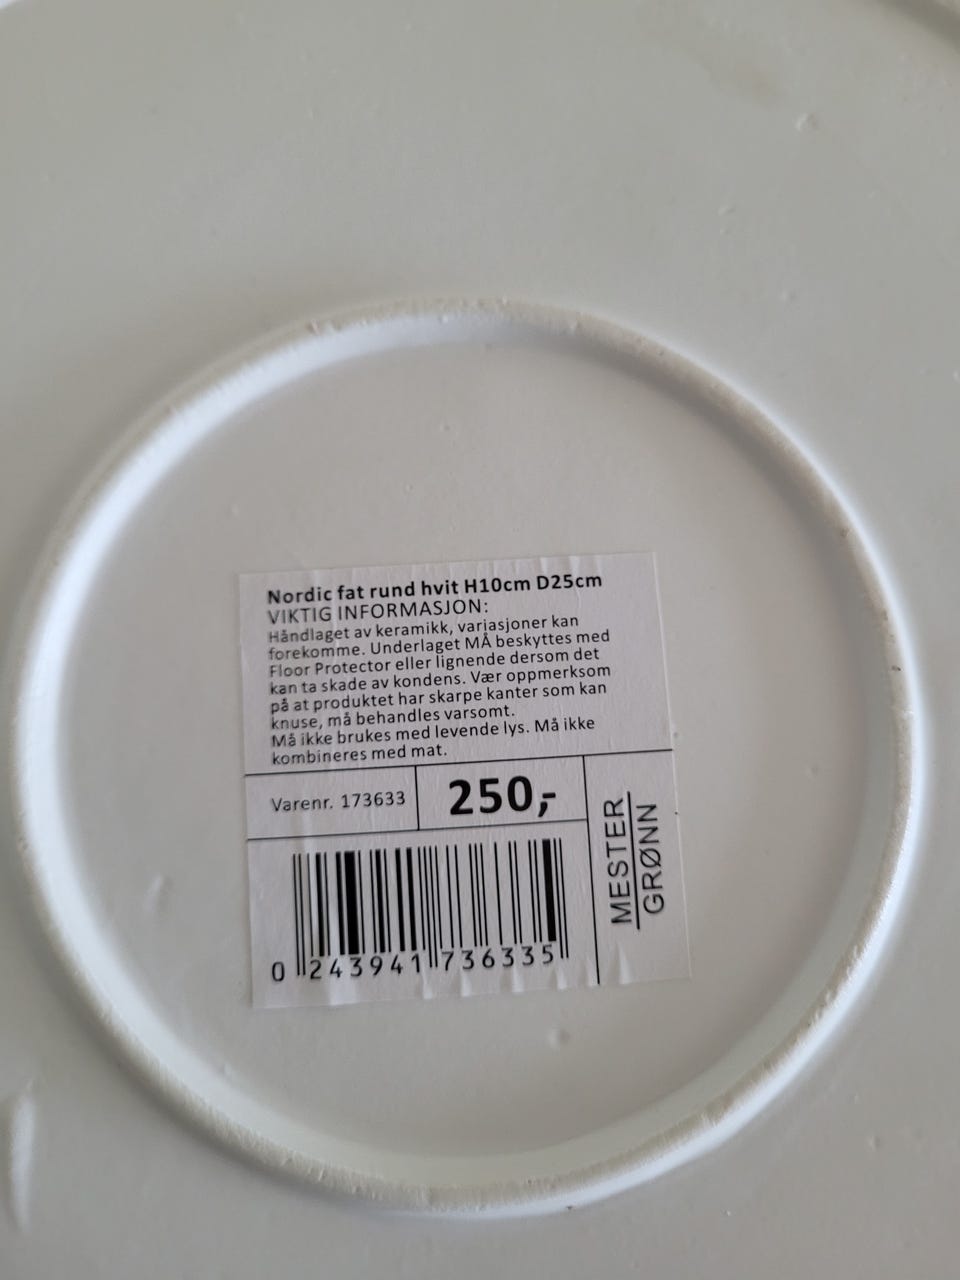 Nordic fat rund hvit H10cm D25cm
VIKTIG INFORMASJON:
Håndlaget av keramikk, variasjoner kan
forekomme. Underlaget MÅ beskyttes med
Floor Protector eller lignende dersom det
kan ta skade av kondens. Vær oppmerksom
på at produktet har skarpe kanter som kan
knuse, må behandles varsomt.
Må ikke brukes med levende lys. Må ikke
kombineres med mat.
Varenr. 173633
250,-
0 243941 736335
MESTER
GRØNN